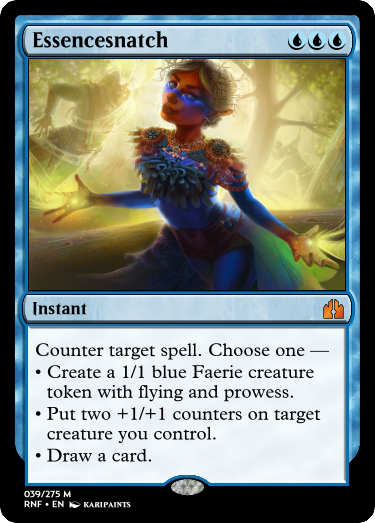 Essencesnatch
Instant
Counter target spell. Choose one —
• Create a 1/1 blue Faerie creature
token with flying and prowess.
• Put two +1/+1 counters on target
creature you control.
• Draw a card.
039/275 M
RNF • EN KARIPAINTS